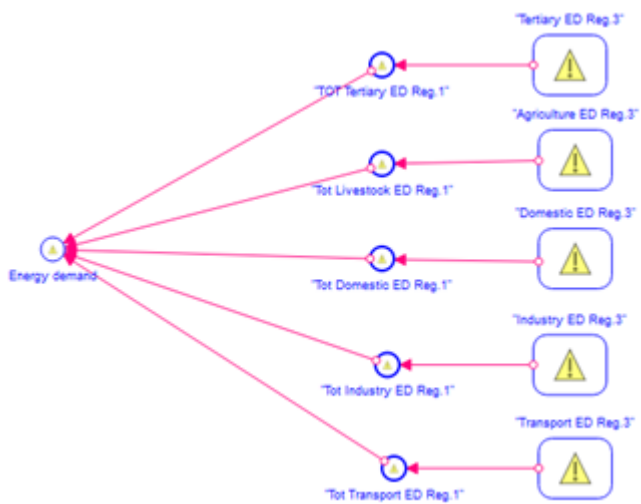 "Tertiary ED Reg.3"
"TOT Tertiary ED Reg.1"
"Agriculture ED Reg.3"
"Tot Livestock ED Reg.1"
"Domestic ED Reg.3"
Energy demand
"Tot Domestic ED Reg.1"
"Industry ED Reg.3"
"Tot Industry ED Reg.1"
"Transport ED Reg.3"
"Tot Transport ED Reg.1"